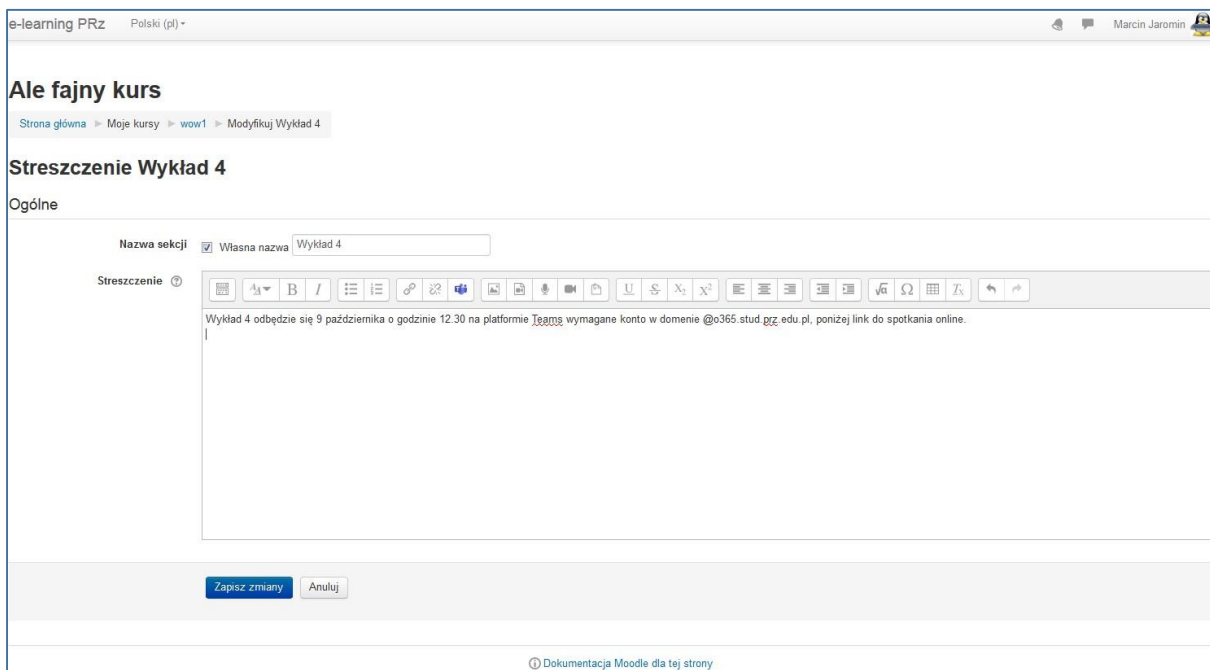 e-learning PRz Polski (pl) Marcin Jaromin
Ale fajny kurs
Strona główna ► Moje kursy ► wow1 ► Modyfikuj Wykład 4
Streszczenie Wykład 4
Ogólne
Nazwa sekcji Własna nazwa Wykład 4
Streszczenie
B I U S X₂ X² √α Ω Tx
Wykład 4 odbędzie się 9 października o godzinie 12.30 na platformie Teams wymagane konto w domenie @o365.stud.prz.edu.pl, poniżej link do spotkania online.
Zapisz zmiany Anuluj
Dokumentacja Moodle dla tej strony